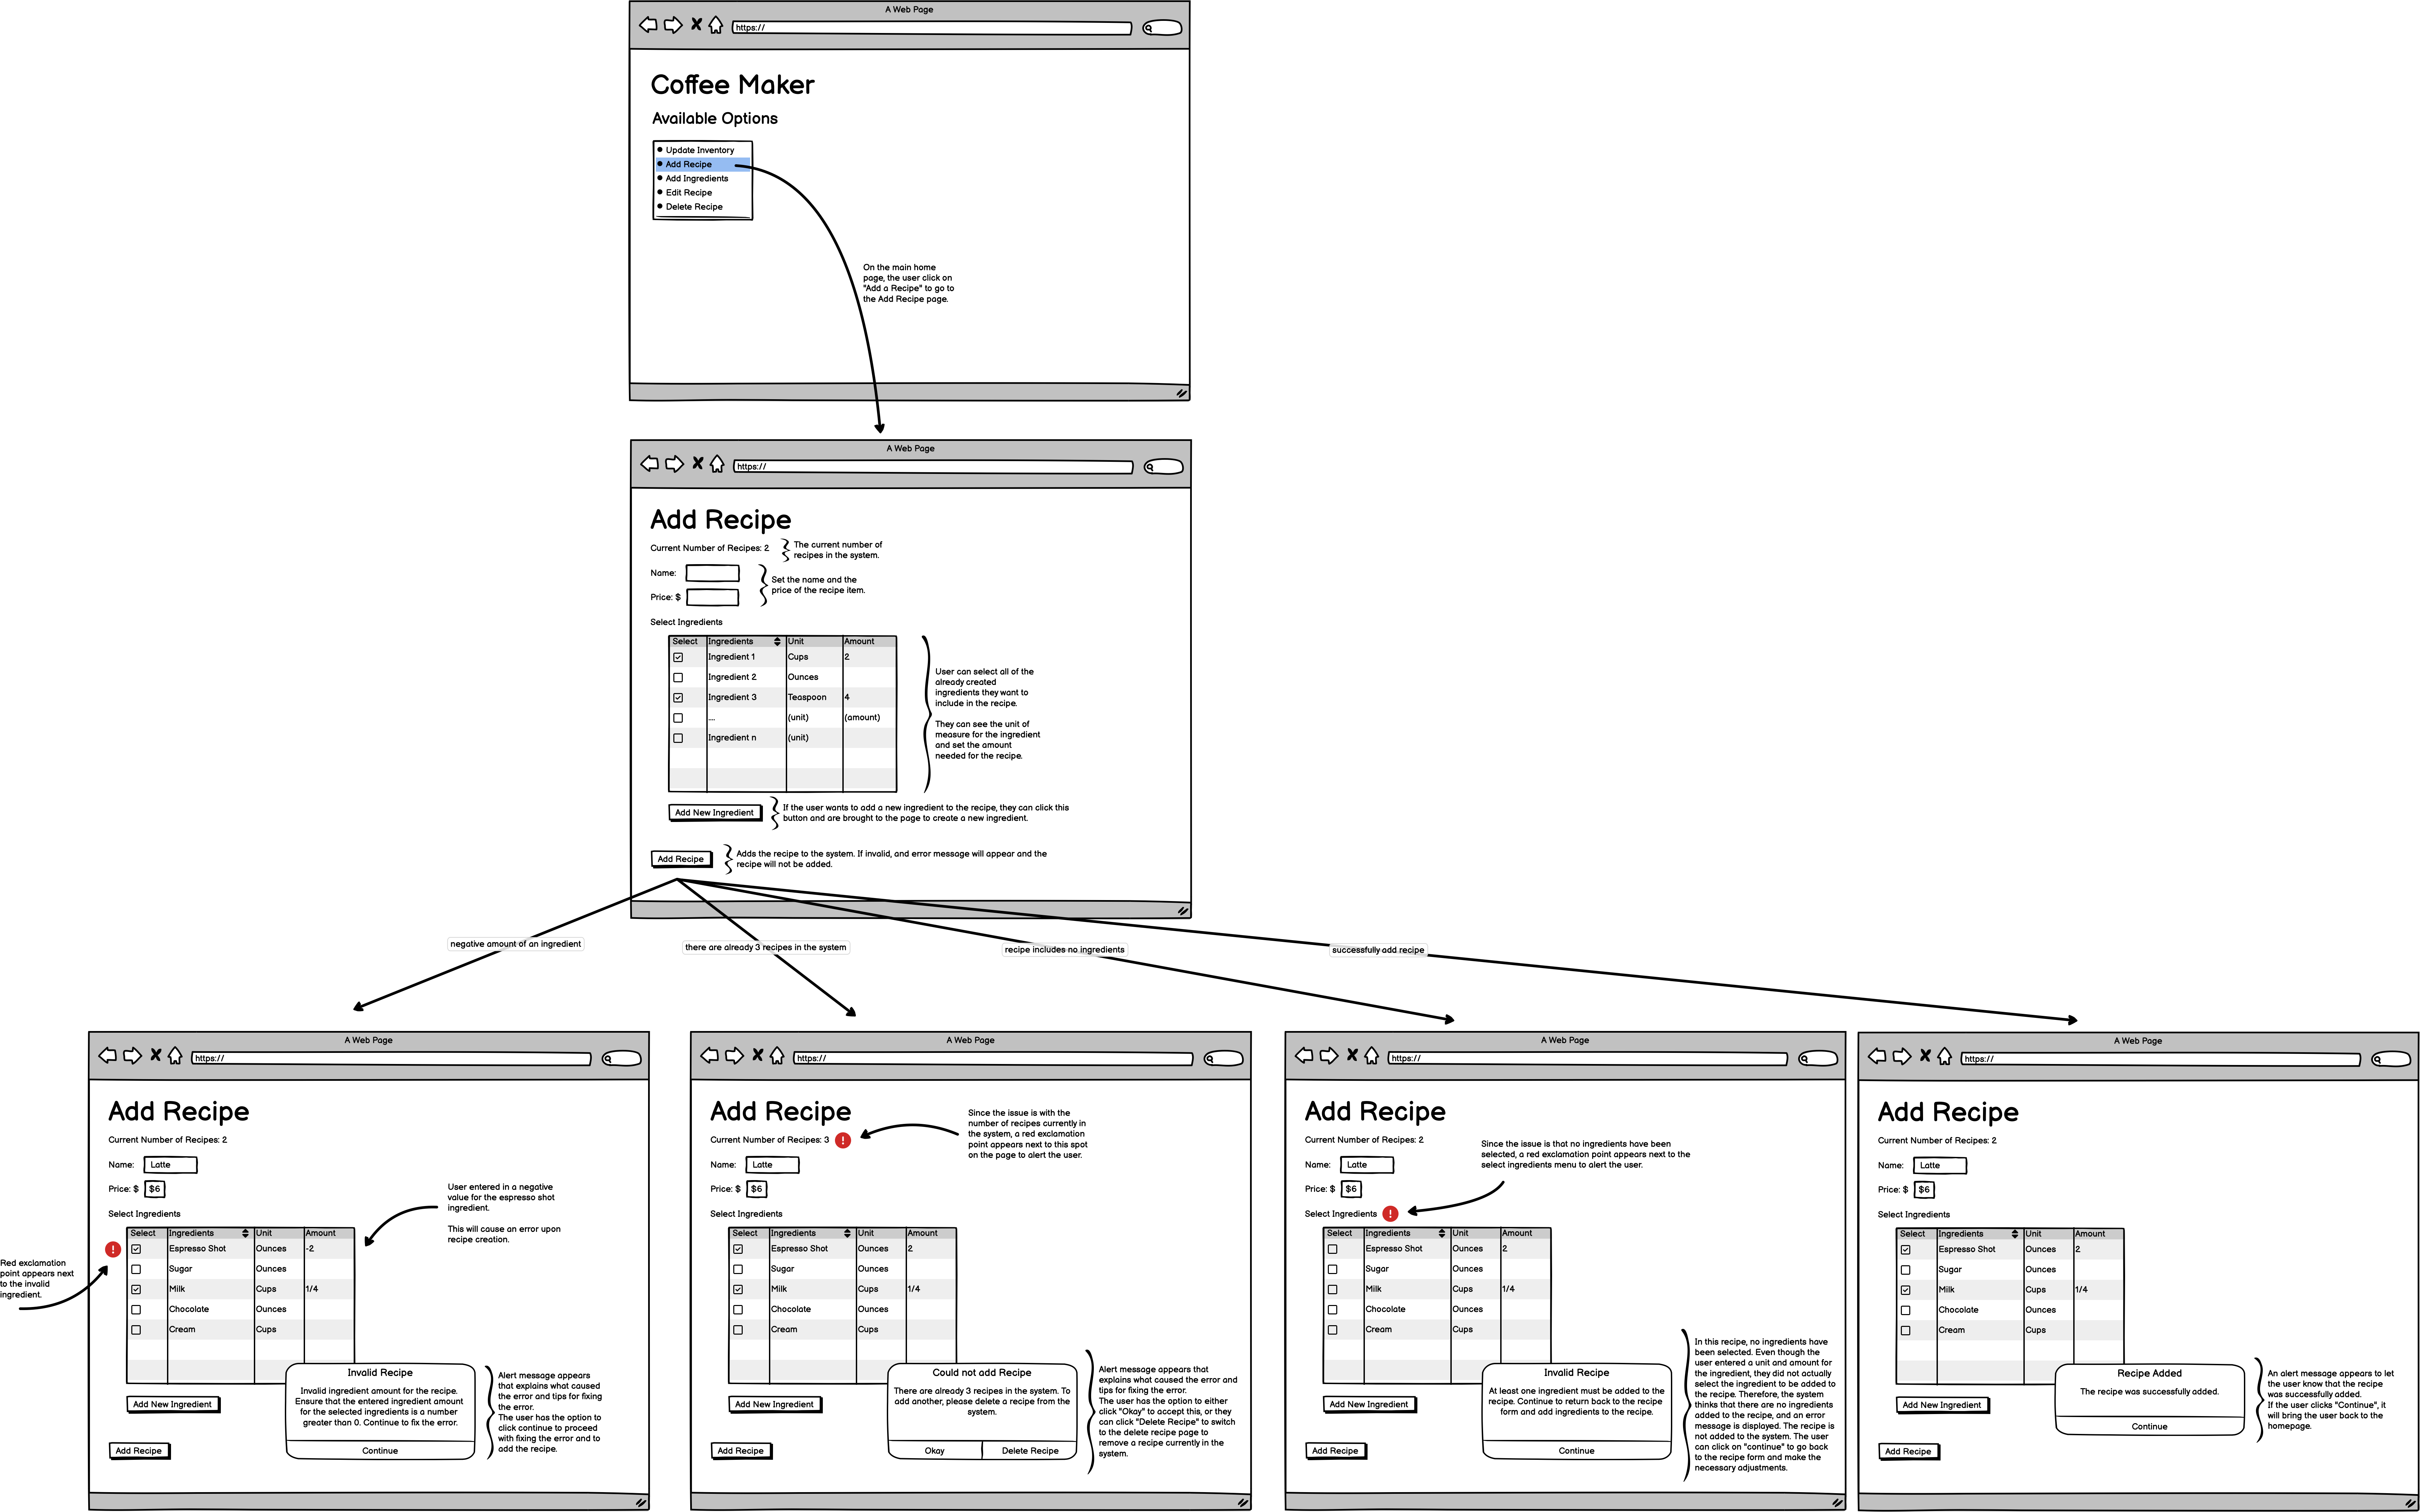 A Web Page
https://
Coffee Maker
Available Options
Update Inventory
Add Recipe
Add Ingredients
Edit Recipe
Delete Recipe
On the main home
page, the user click on
"Add a Recipe" to go to
the Add Recipe page.
A Web Page
https://
Add Recipe
Current Number of Recipes: 2
The current number of
recipes in the system.
Name:
Price: $
Set the name and the
price of the recipe item.
Select Ingredients
Select Ingredients Unit Amount
Ingredient 1 Cups 2
Ingredient 2 Ounces
Ingredient 3 Teaspoon 4
.... (unit) (amount)
Ingredient n (unit)
User can select all of the
already created
ingredients they want to
include in the recipe.
They can see the unit of
measure for the ingredient
and set the amount
needed for the recipe.
Add New Ingredient
If the user wants to add a new ingredient to the recipe, they can click this
button and are brought to the page to create a new ingredient.
Add Recipe
Adds the recipe to the system. If invalid, and error message will appear and the
recipe will not be added.
negative amount of an ingredient
there are already 3 recipes in the system
recipe includes no ingredients
successfully add recipe
A Web Page
https://
Add Recipe
Current Number of Recipes: 2
Name: Latte
Price: $ $6
User entered in a negative
value for the espresso shot
ingredient.
This will cause an error upon
recipe creation.
Select Ingredients
Select Ingredients Unit Amount
Espresso Shot Ounces -2
Sugar Ounces
Milk Cups 1/4
Chocolate Ounces
Cream Cups
Red exclamation
point appears next
to the invalid
ingredient.
Invalid Recipe
Invalid ingredient amount for the recipe.
Ensure that the entered ingredient amount
for the selected ingredients is a number
greater than 0. Continue to fix the error.
Continue
Alert message appears
that explains what caused
the error and tips for fixing
the error.
The user has the option to
click continue to proceed
with fixing the error and to
add the recipe.
Add New Ingredient
Add Recipe
A Web Page
https://
Add Recipe
Current Number of Recipes: 3
Since the issue is with the
number of recipes currently in
the system, a red exclamation
point appears next to this spot
on the page to alert the user.
Name: Latte
Price: $ $6
Select Ingredients
Select Ingredients Unit Amount
Espresso Shot Ounces 2
Sugar Ounces
Milk Cups 1/4
Chocolate Ounces
Cream Cups
Could not add Recipe
There are already 3 recipes in the system. To
add another, please delete a recipe from the
system.
Okay Delete Recipe
Alert message appears that
explains what caused the error and
tips for fixing the error.
The user has the option to either
click "Okay" to accept this, or they
can click "Delete Recipe" to switch
to the delete recipe page to
remove a recipe currently in the
system.
Add New Ingredient
Add Recipe
A Web Page
https://
Add Recipe
Current Number of Recipes: 2
Since the issue is that no ingredients have been
selected, a red exclamation point appears next to the
select ingredients menu to alert the user.
Name: Latte
Price: $ $6
Select Ingredients
Select Ingredients Unit Amount
Espresso Shot Ounces 2
Sugar Ounces
Milk Cups 1/4
Chocolate Ounces
Cream Cups
Invalid Recipe
At least one ingredient must be added to the
recipe. Continue to return back to the recipe
form and add ingredients to the recipe.
Continue
In this recipe, no ingredients have
been selected. Even though the
user entered a unit and amount for
the ingredient, they did not actually
select the ingredient to be added to
the recipe. Therefore, the system
thinks that there are no ingredients
added to the recipe, and an error
message is displayed. The recipe is
not added to the system. The user
can click on "continue" to go back
to the recipe form and make the
necessary adjustments.
Add New Ingredient
Add Recipe
A Web Page
https://
Add Recipe
Current Number of Recipes: 2
Name: Latte
Price: $ $6
Select Ingredients
Select Ingredients Unit Amount
Espresso Shot Ounces 2
Sugar Ounces
Milk Cups 1/4
Chocolate Ounces
Cream Cups
Recipe Added
The recipe was successfully added.
Continue
An alert message appears to let
the user know that the recipe
was successfully added.
If the user clicks "Continue", it
will bring the user back to the
homepage.
Add New Ingredient
Add Recipe